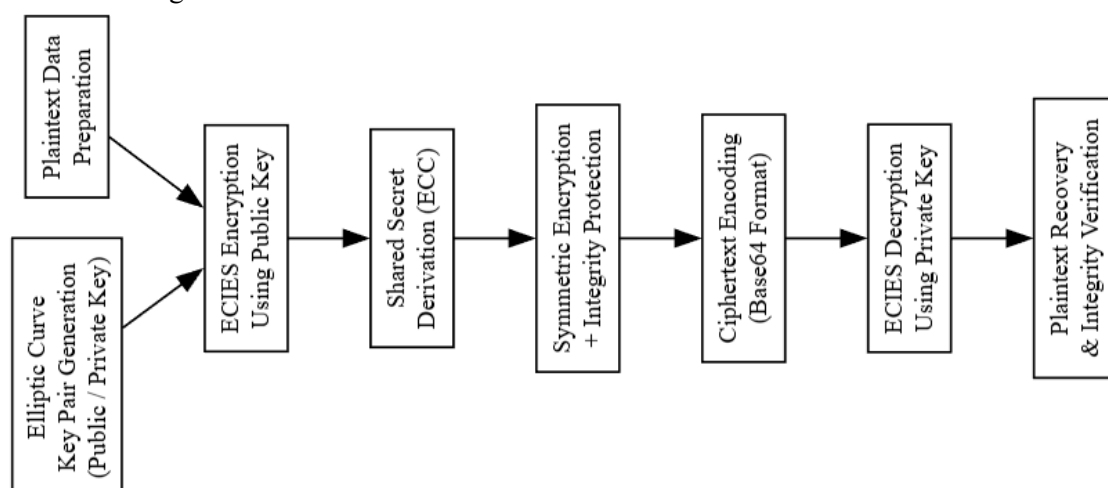 Plaintext Data
Preparation
Elliptic Curve
Key Pair Generation
(Public / Private Key)
ECIES Encryption
Using Public Key
Shared Secret
Derivation (ECC)
Symmetric Encryption
+ Integrity Protection
Ciphertext Encoding
(Base64 Format)
ECIES Decryption
Using Private Key
Plaintext Recovery
& Integrity Verification